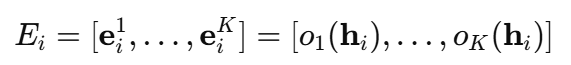 $E_i = [\mathbf{e}_i^1, \ldots, \mathbf{e}_i^K] = [o_1(\mathbf{h}_i), \ldots, o_K(\mathbf{h}_i)]$